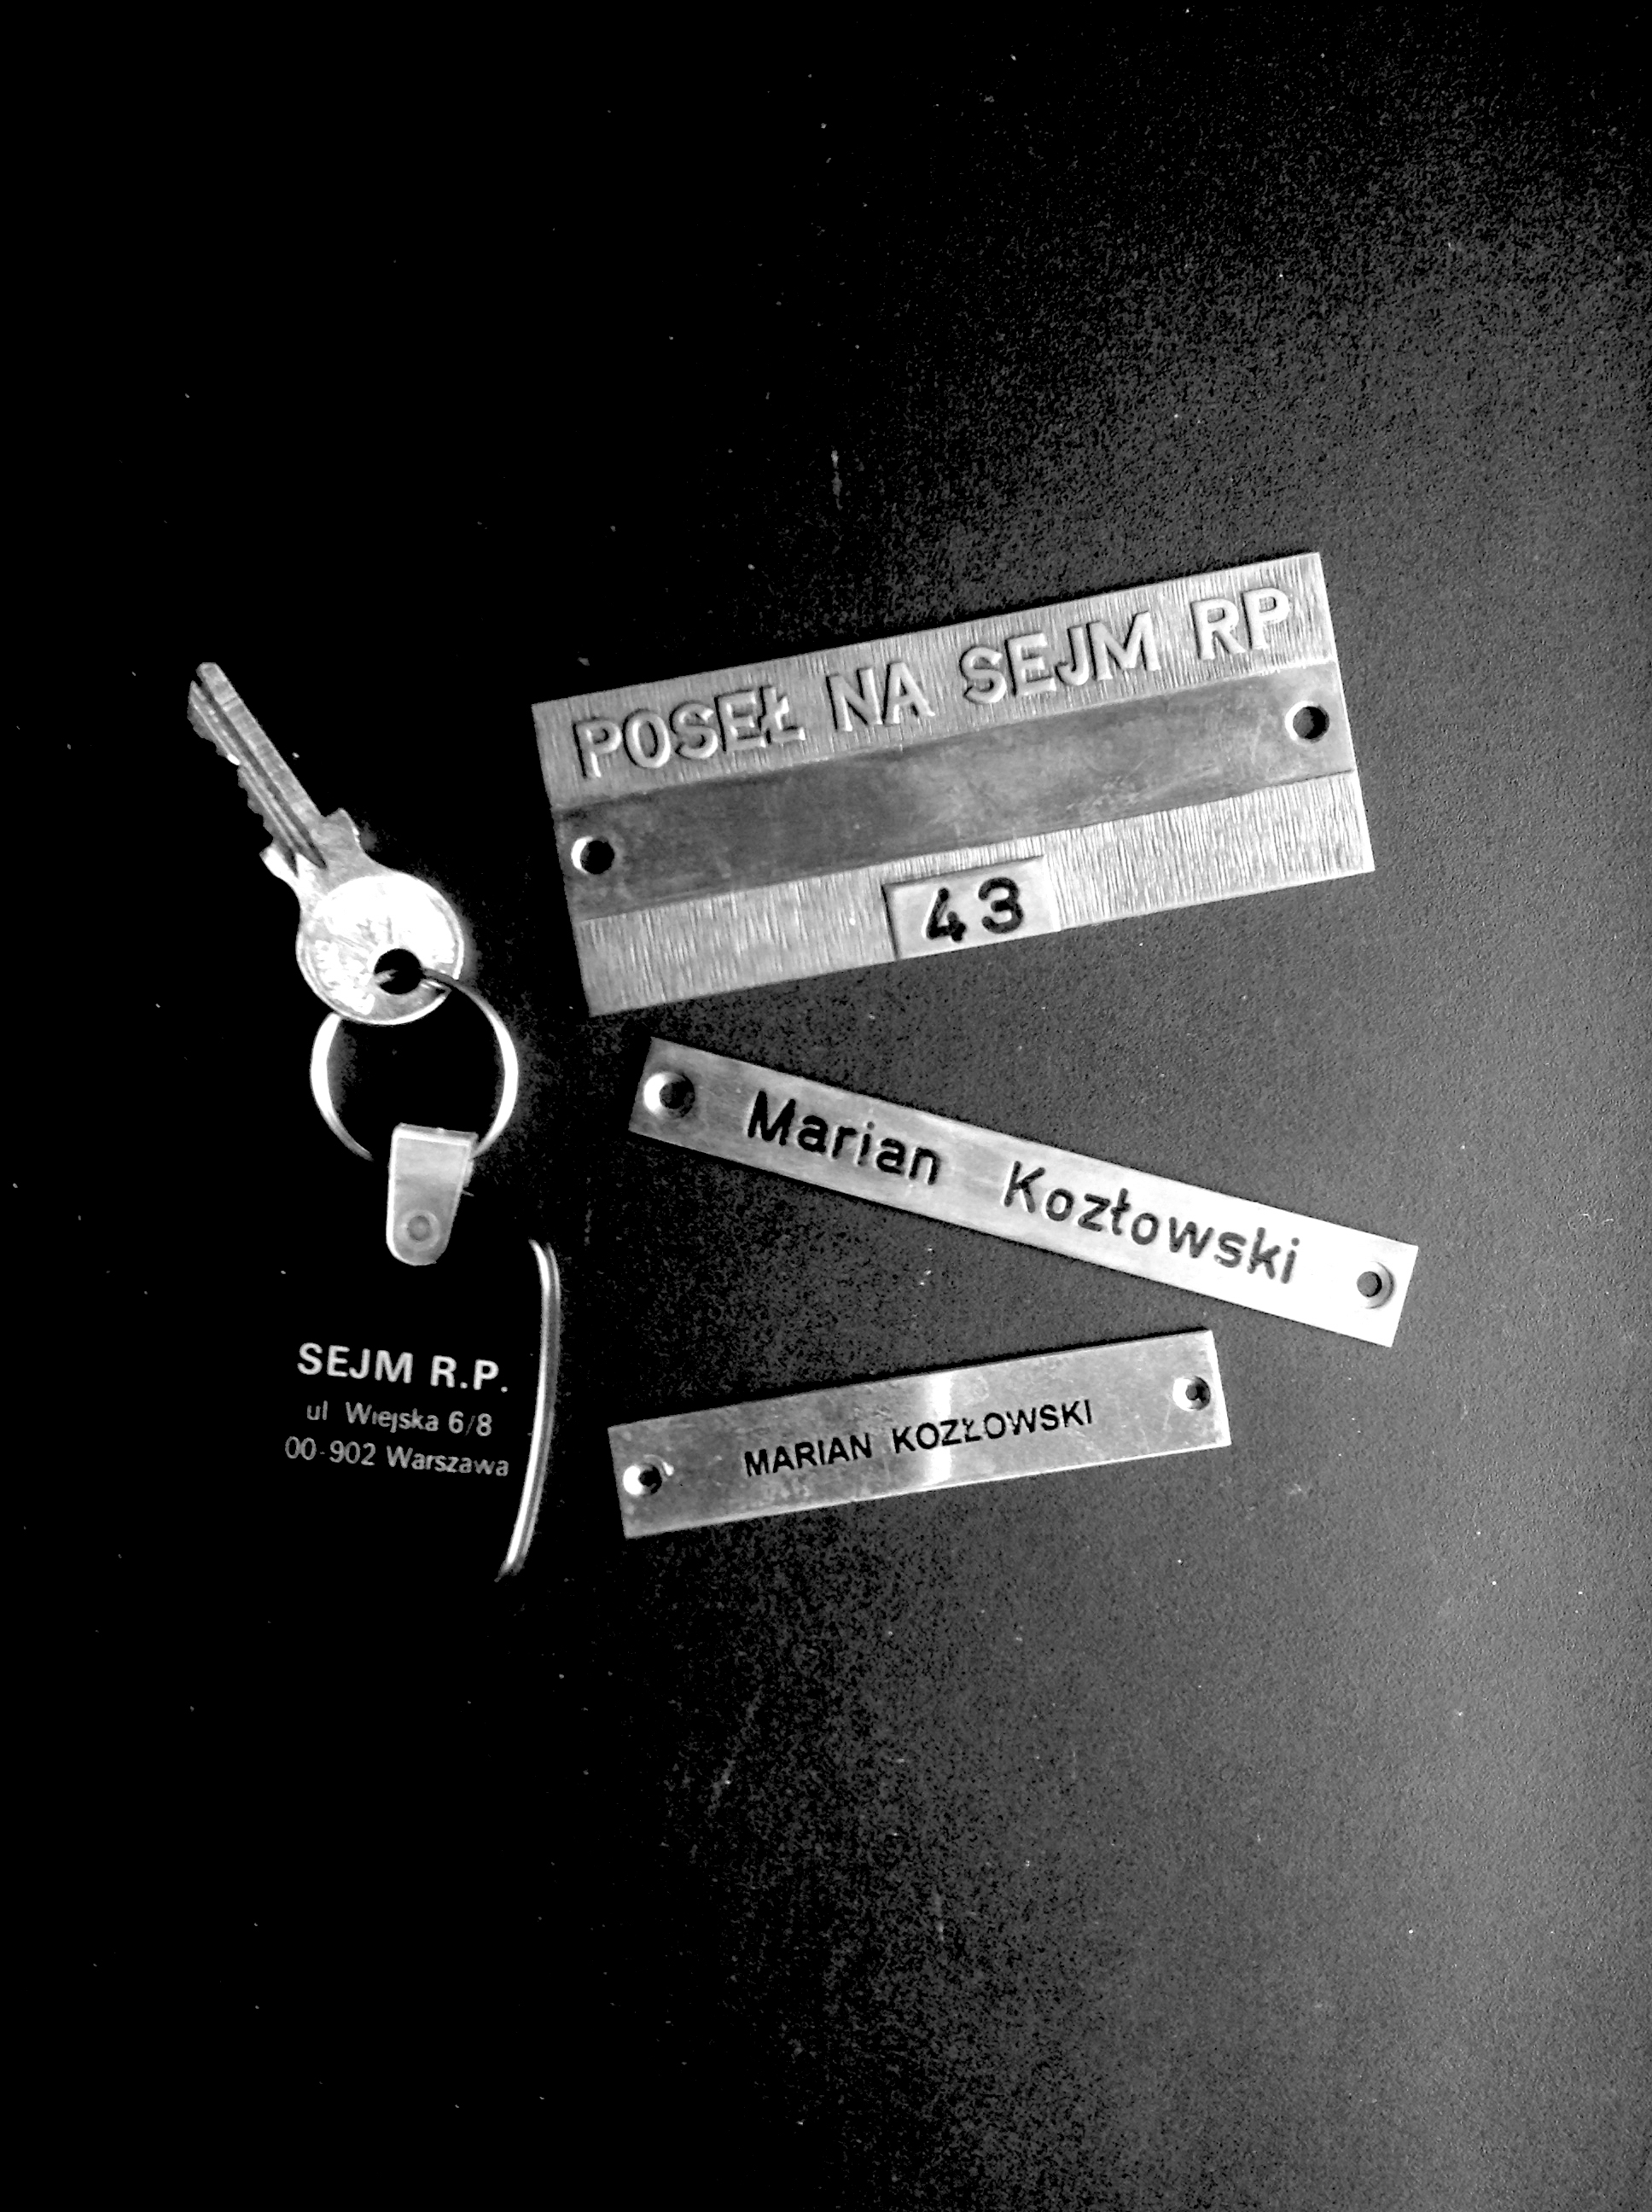 POSEŁ NA SEJM RP
43
Marian Kozłowski
MARIAN KOZŁOWSKI
SEJM R.P.
ul Wiejska 6/8
00-902 Warszawa